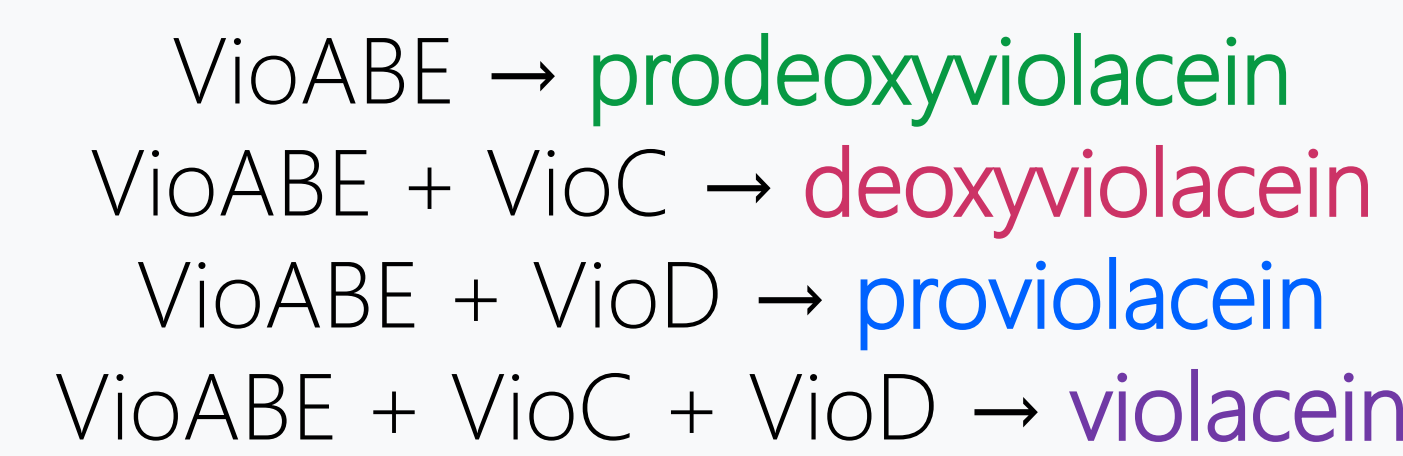 VioABE → prodeoxyviolacein
VioABE + VioC → deoxyviolacein
VioABE + VioD → proviolacein
VioABE + VioC + VioD → violacein